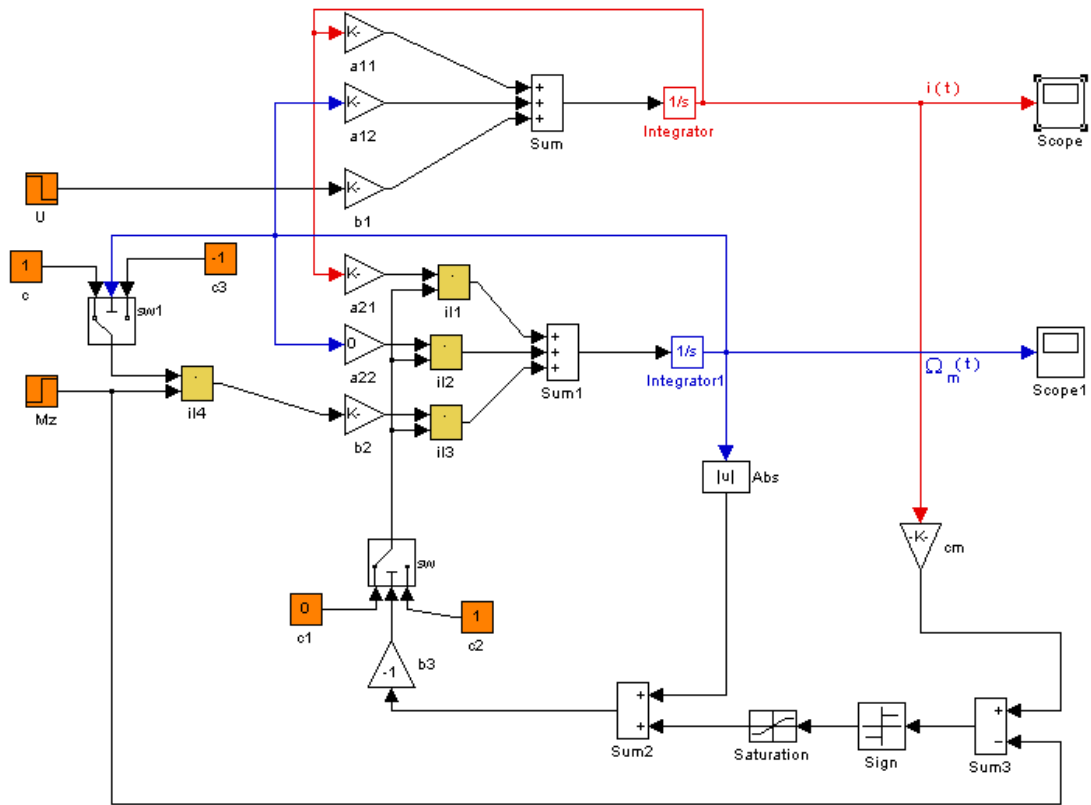 K-
a11
K-
a12
+
+
+
Sum
1/s
Integrator
i(t)
Scope
U
K-
b1
1
c
-1
c3
sw1
K-
a21
il1
0
a22
il2
+
+
+
Sum1
1/s
Integrator1
Ω m (t)
Scope1
Mz
il4
K-
b2
il3
|u|
Abs
-K-
cm
sw
0
c1
1
c2
-1
b3
+
+
Sum2
Saturation
Sign
+
−
Sum3